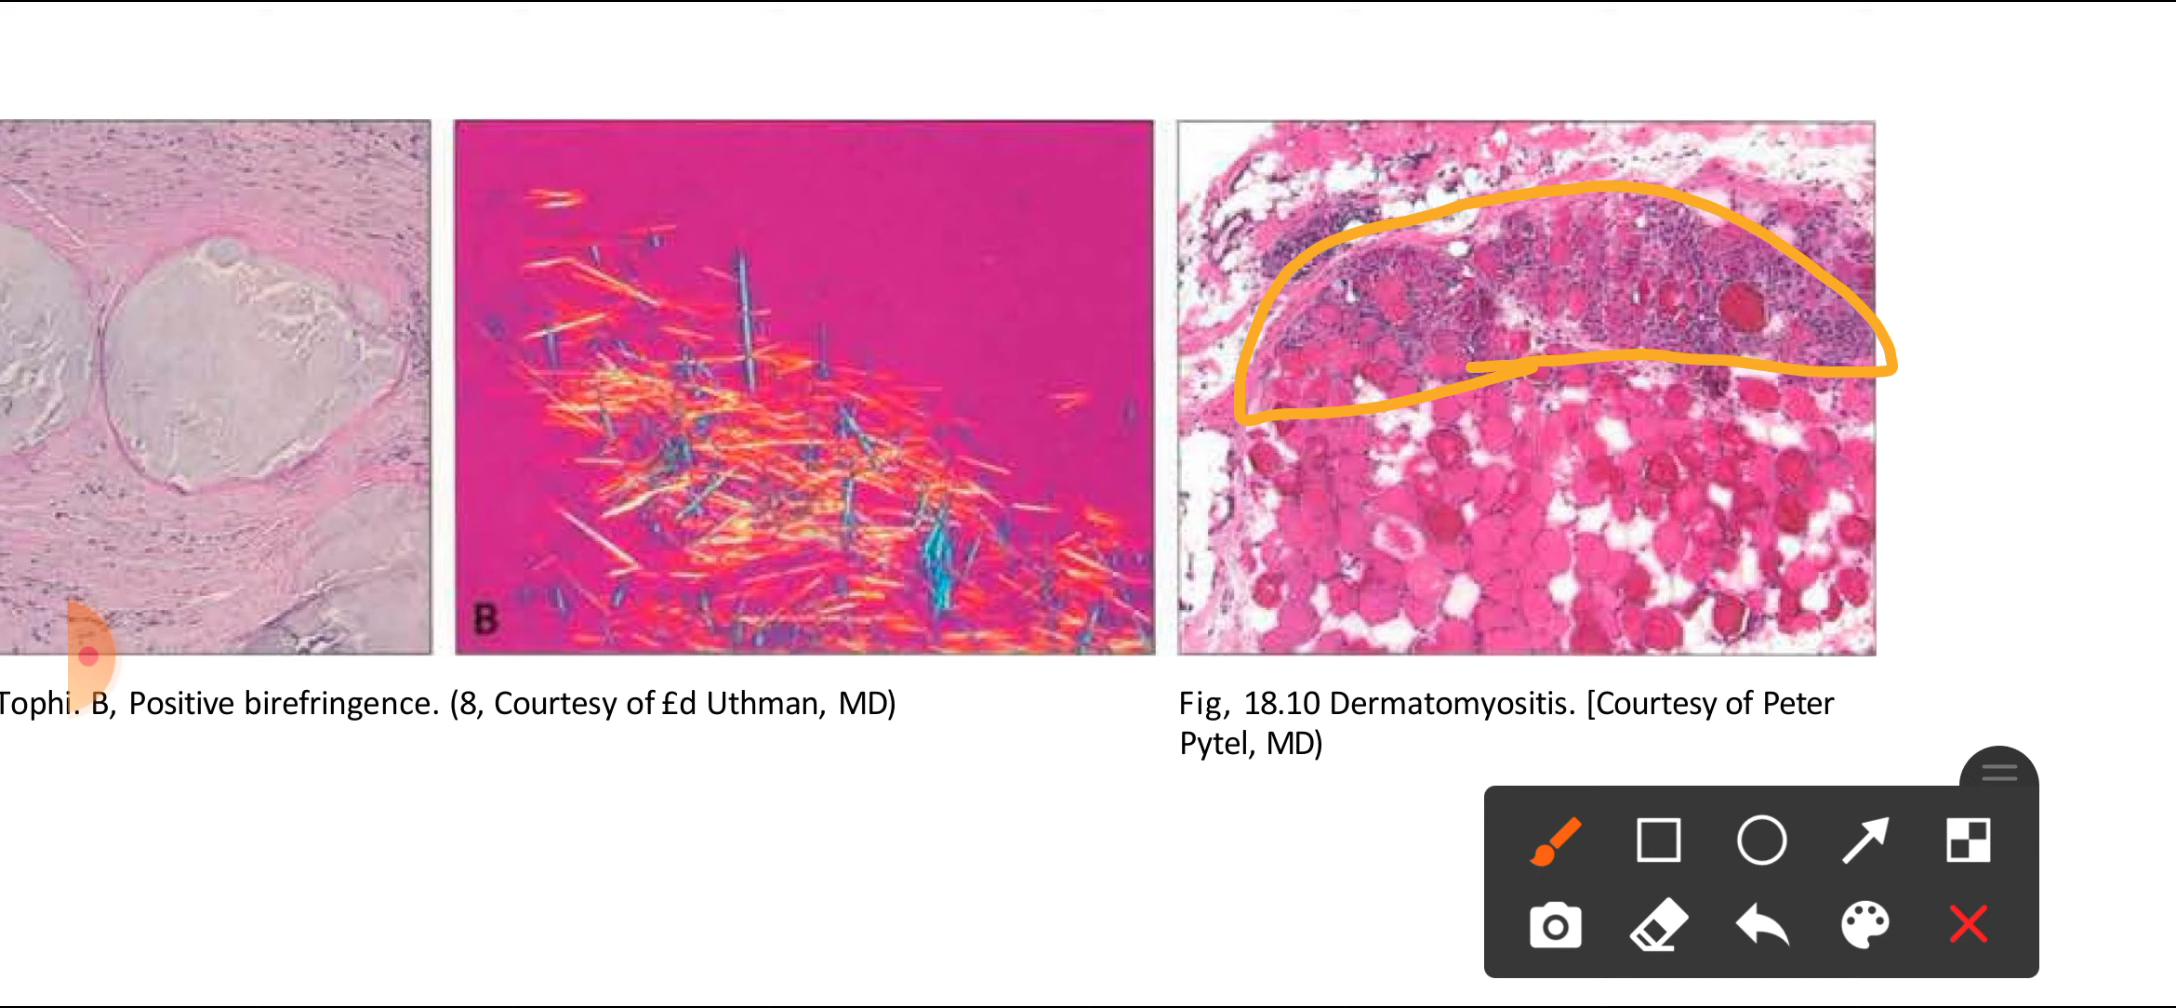 B
Tophi. B, Positive birefringence. (8, Courtesy of £d Uthman, MD)
Fig, 18.10 Dermatomyositis. [Courtesy of Peter
Pytel, MD)